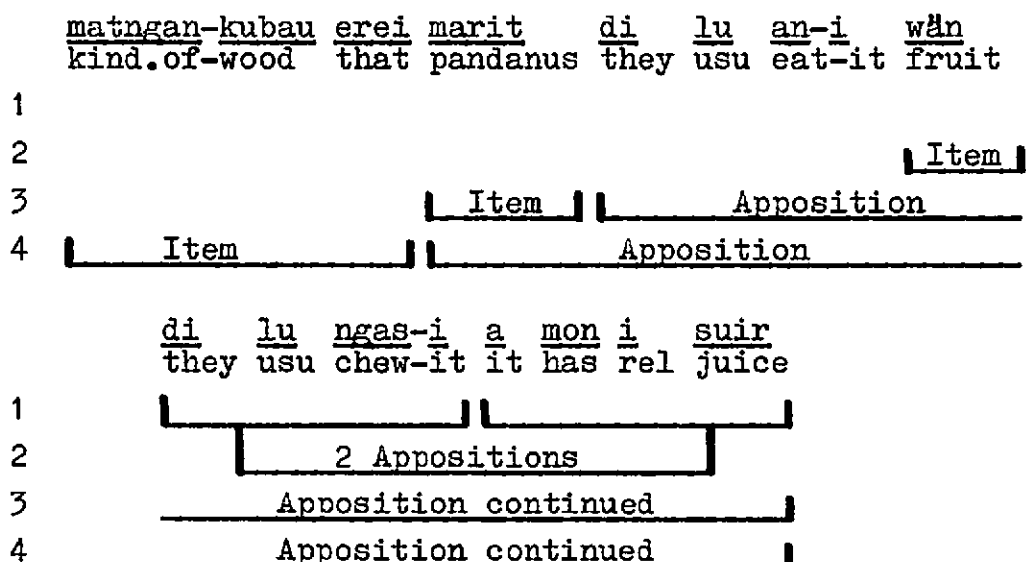 matngan-kubau erei marit di lu an-i wän
kind.of-wood that pandanus they usu eat-it fruit
1
2 Item
3 Item Apposition
4 Item Apposition
di lu ngas-i a mon i suir
they usu chew-it it has rel juice
1
2 2 Appositions
3 Apposition continued
4 Apposition continued